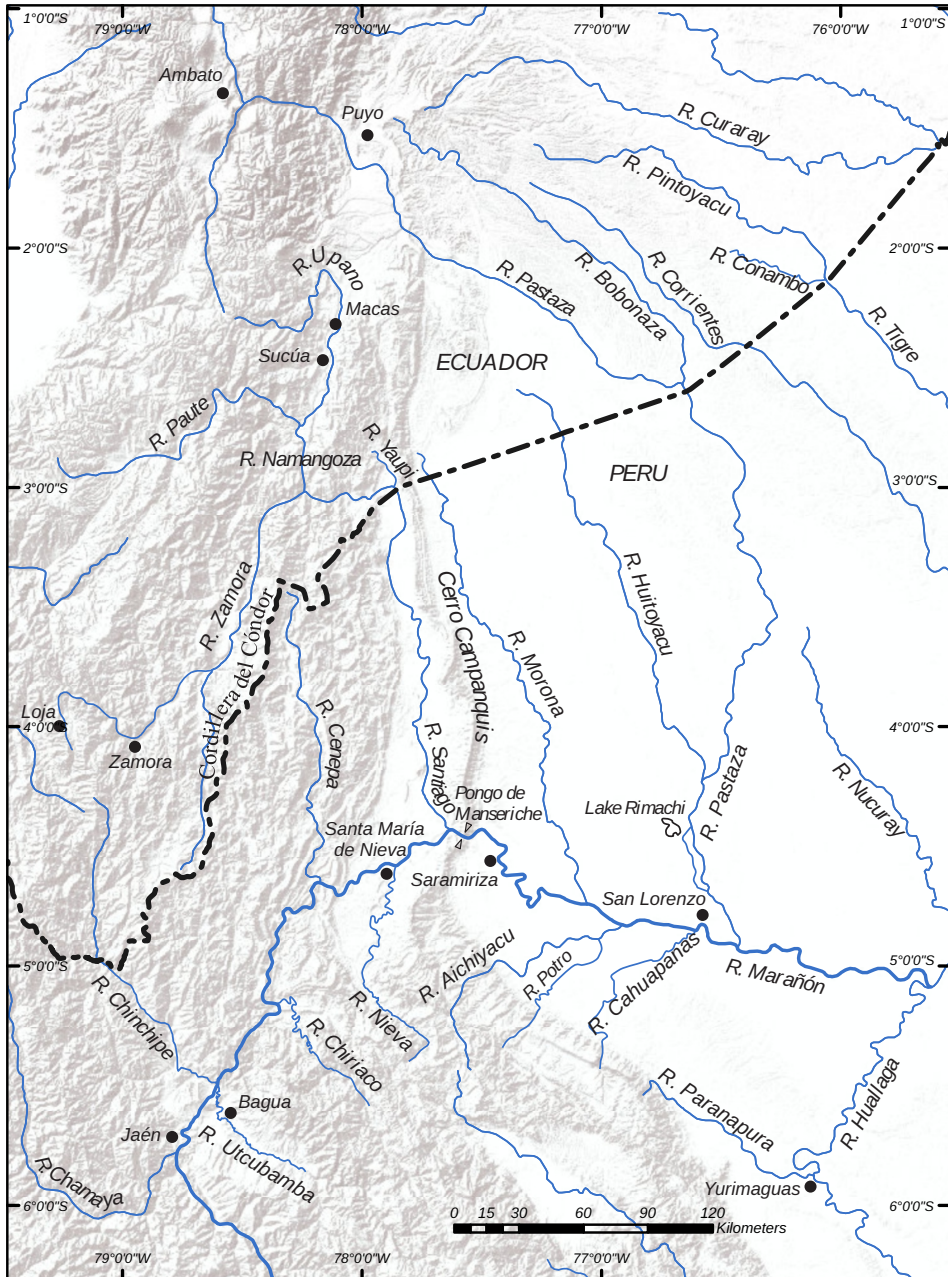 1°0'0"S
79°0'0"W
78°0'0"W
77°0'0"W
76°0'0"W
1°0'0"S
Ambato
Puyo
R. Curaray
R. Pintoyacu
2°0'0"S
2°0'0"S
R. Upano
R. Pastaza
R. Bobonaza
R. Corrientes
R. Conambo
R. Tigre
Macas
Sucúa
ECUADOR
R. Paute
R. Namangoza
R. Yaupi
PERU
3°0'0"S
3°0'0"S
R. Zamora
Cordillera del Cóndor
R. Cenepa
Cerro Campanquis
R. Morona
R. Huitoyacu
Loja
4°0'0"S
4°0'0"S
Zamora
R. Santiago
R. Pastaza
R. Nucuray
Pongo de
Manseriche
Lake Rimachi
Santa María
de Nieva
Saramiriza
San Lorenzo
5°0'0"S
5°0'0"S
R. Chinchipe
R. Chiriaco
R. Nieva
R. Aichiyacu
R. Potro
R. Cahuapanas
R. Marañón
R. Paranapura
R. Huallaga
Bagua
Jaén
R. Utcubamba
R. Chamaya
Yurimaguas
6°0'0"S
6°0'0"S
0 15 30 60 90 120
Kilometers
79°0'0"W
78°0'0"W
77°0'0"W
76°0'0"W